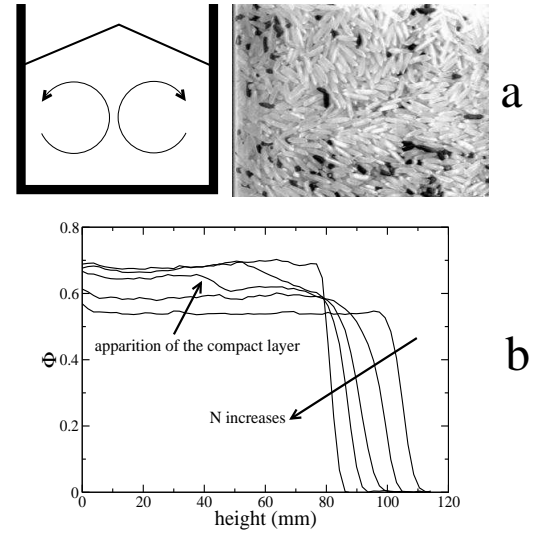 a
0.8
0.6
0.4
0.2
0
Φ
apparition of the compact layer
N increases
b
0 20 40 60 80 100 120
height (mm)